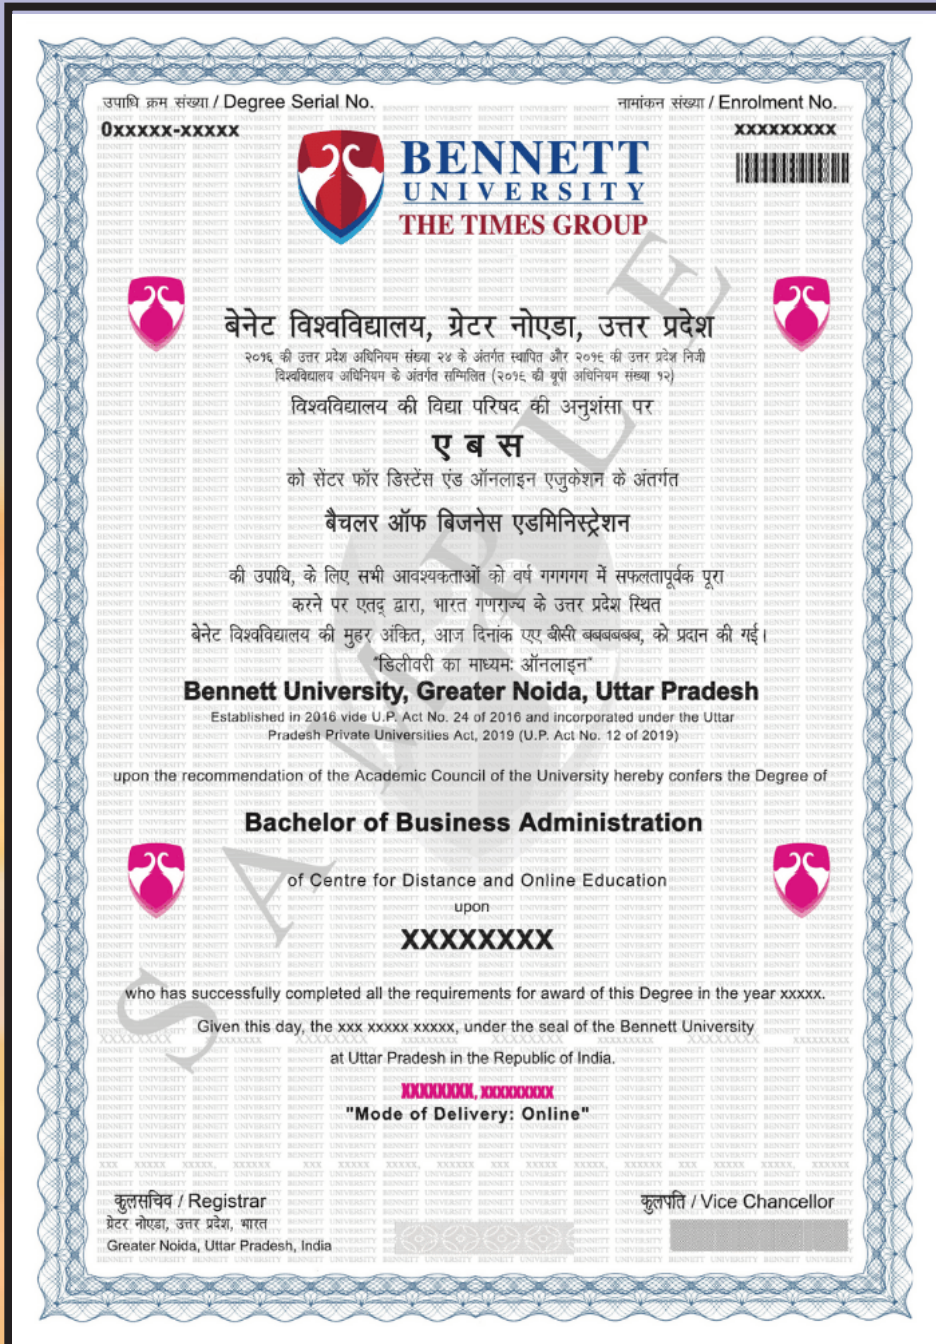 उपाधि क्रम संख्या / Degree Serial No.
0xxxxx-xxxxx
नामांकन संख्या / Enrolment No.
xxxxxxxxx
BENNETT
UNIVERSITY
THE TIMES GROUP
बेनेट विश्वविद्यालय, ग्रेटर नोएडा, उत्तर प्रदेश
२०१६ की उत्तर प्रदेश अधिनियम संख्या २४ के अंतर्गत स्थापित और २०१९ की उत्तर प्रदेश निजी
विश्वविद्यालय अधिनियम के अंतर्गत सम्मिलित (२०१९ की यूपी अधिनियम संख्या १२)
विश्वविद्यालय की विद्या परिषद की अनुशंसा पर
ए ब स
को सेंटर फॉर डिस्टेंस एंड ऑनलाइन एजुकेशन के अंतर्गत
बैचलर ऑफ बिजनेस एडमिनिस्ट्रेशन
की उपाधि, के लिए सभी आवश्यकताओं को वर्ष गगगगग में सफलतापूर्वक पूरा
करने पर एतद् द्वारा, भारत गणराज्य के उत्तर प्रदेश स्थित
बेनेट विश्वविद्यालय की मुहर अंकित, आज दिनांक एए बीसी बबबबबब, को प्रदान की गई।
"डिलीवरी का माध्यमः ऑनलाइन"
Bennett University, Greater Noida, Uttar Pradesh
Established in 2016 vide U.P. Act No. 24 of 2016 and incorporated under the Uttar
Pradesh Private Universities Act, 2019 (U.P. Act No. 12 of 2019)
upon the recommendation of the Academic Council of the University hereby confers the Degree of
Bachelor of Business Administration
of Centre for Distance and Online Education
upon
XXXXXXXX
who has successfully completed all the requirements for award of this Degree in the year xxxxx.
Given this day, the xxx xxxxx xxxxx, under the seal of the Bennett University
at Uttar Pradesh in the Republic of India.
XXXXXXXX, XXXXXXXXX
"Mode of Delivery: Online"
कुलसचिव / Registrar
ग्रेटर नोएडा, उत्तर प्रदेश, भारत
Greater Noida, Uttar Pradesh, India
कुलपति / Vice Chancellor
SAMPLE